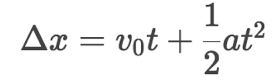 Δx = v₀t + ½at²